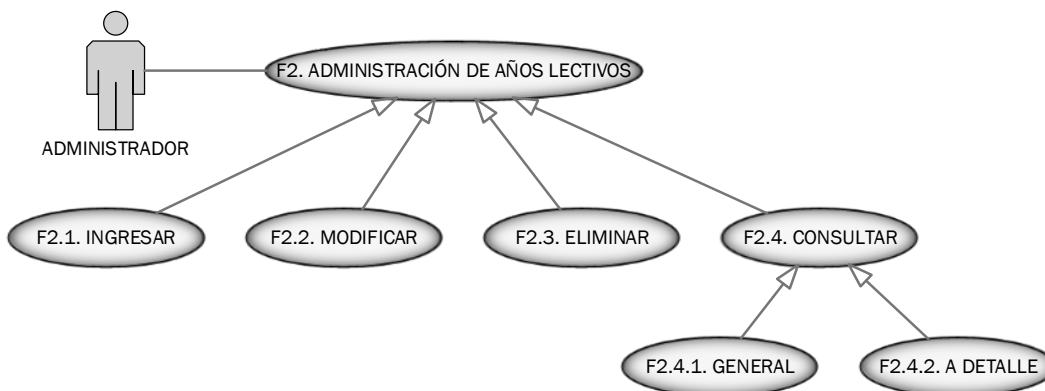 F2. ADMINISTRACIÓN DE AÑOS LECTIVOS
ADMINISTRADOR
F2.1. INGRESAR
F2.2. MODIFICAR
F2.3. ELIMINAR
F2.4. CONSULTAR
F2.4.1. GENERAL
F2.4.2. A DETALLE